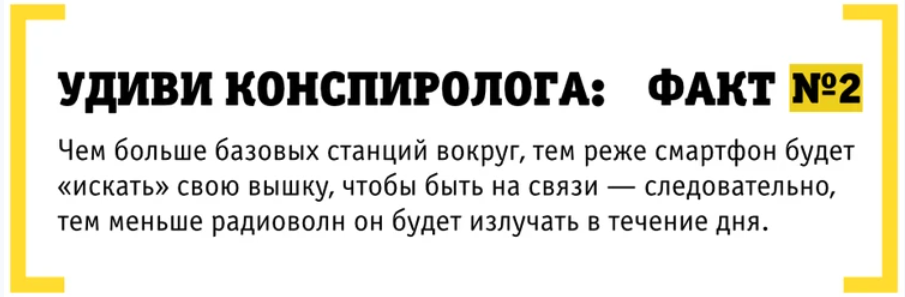 УДИВИ КОНСПИРОЛОГА: ФАКТ №2
Чем больше базовых станций вокруг, тем реже смартфон будет
«искать» свою вышку, чтобы быть на связи — следовательно,
тем меньше радиоволн он будет излучать в течение дня.